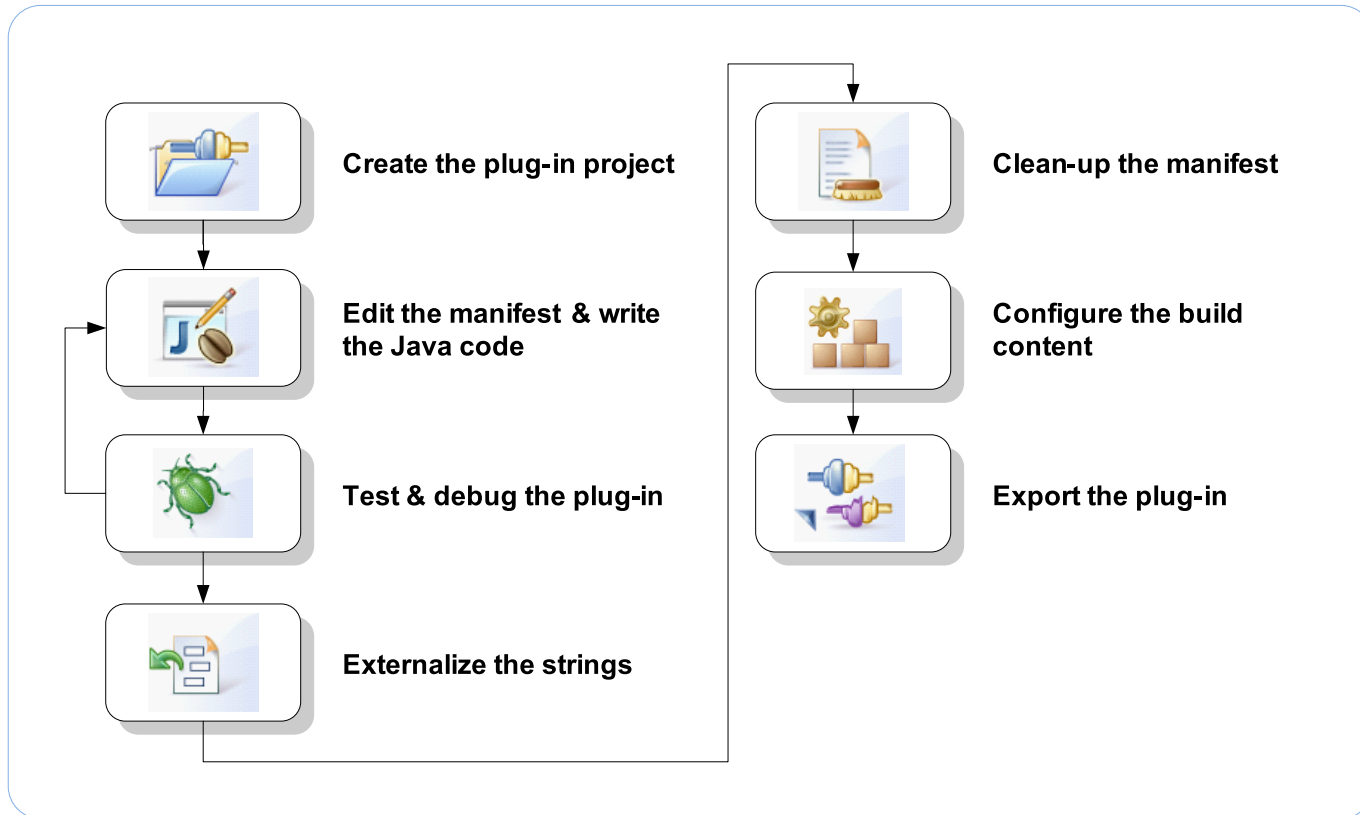 Create the plug-in project
Edit the manifest & write
the Java code
Test & debug the plug-in
Externalize the strings
Clean-up the manifest
Configure the build
content
Export the plug-in